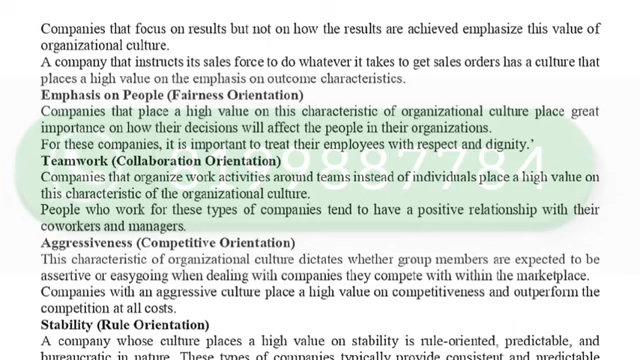 Companies that focus on results but not on how the results are achieved emphasize this value of
organizational culture.
A company that instructs its sales force to do whatever it takes to get sales orders has a culture that
places a high value on the emphasis on outcome characteristics.
Emphasis on People (Fairness Orientation)
Companies that place a high value on this characteristic of organizational culture place great
importance on how their decisions will affect the people in their organizations.
For these companies, it is important to treat their employees with respect and dignity.’
Teamwork (Collaboration Orientation)
Companies that organize work activities around teams instead of individuals place a high value on
this characteristic of the organizational culture.
People who work for these types of companies tend to have a positive relationship with their
coworkers and managers.
Aggressiveness (Competitive Orientation)
This characteristic of organizational culture dictates whether group members are expected to be
assertive or easygoing when dealing with companies they compete with within the marketplace.
Companies with an aggressive culture place a high value on competitiveness and outperform the
competition at all costs.
Stability (Rule Orientation)
A company whose culture places a high value on stability is rule-oriented, predictable, and
bureaucratic in nature. These types of companies typically provide consistent and predictable